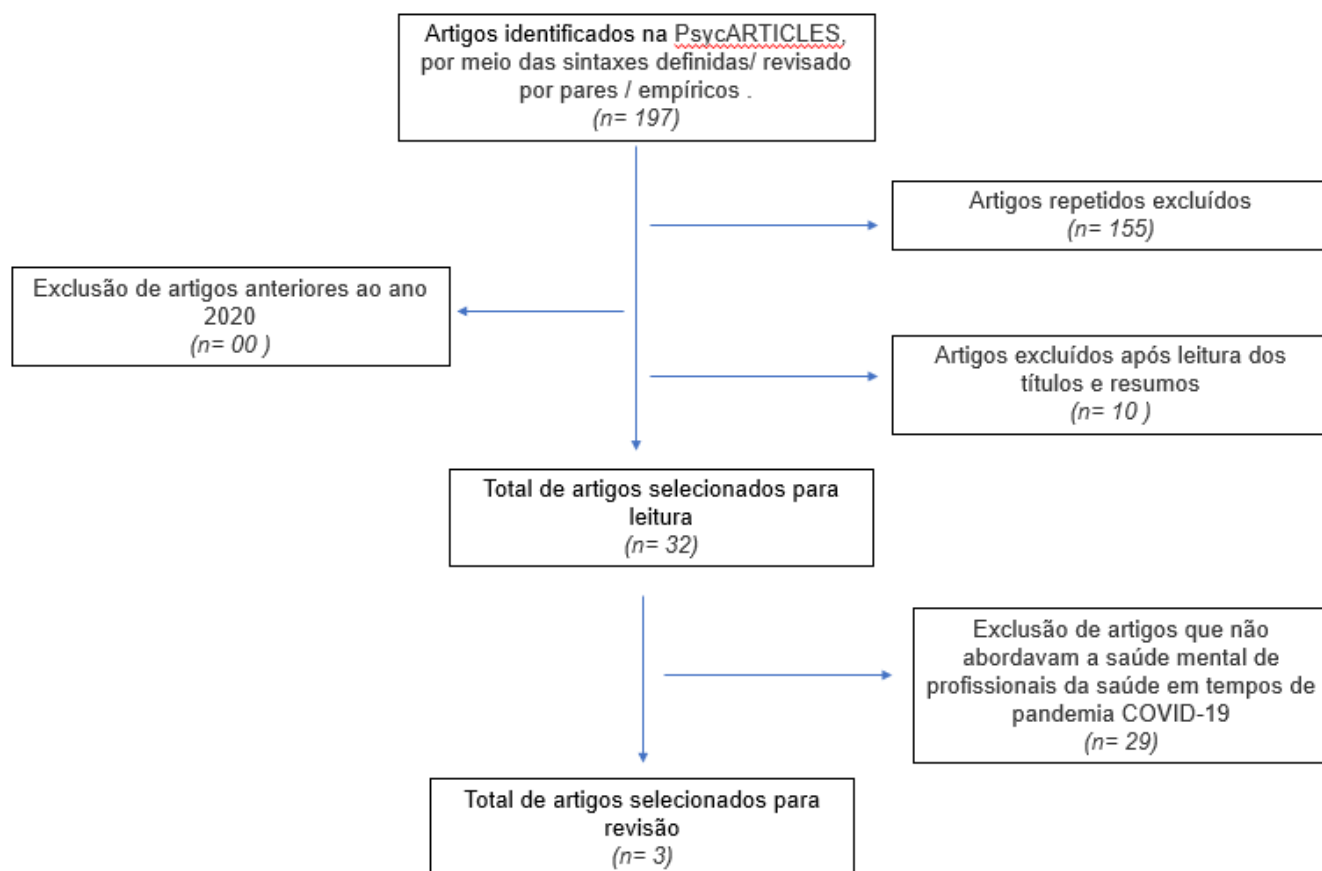 Artigos identificados na PsycARTICLES,
por meio das sintaxes definidas/ revisado
por pares / empíricos .
(n= 197)
Artigos repetidos excluídos
(n= 155)
Exclusão de artigos anteriores ao ano
2020
(n= 00 )
Artigos excluídos após leitura dos
títulos e resumos
(n= 10 )
Total de artigos selecionados para
leitura
(n= 32)
Exclusão de artigos que não
abordavam a saúde mental de
profissionais da saúde em tempos de
pandemia COVID-19
(n= 29)
Total de artigos selecionados para
revisão
(n= 3)